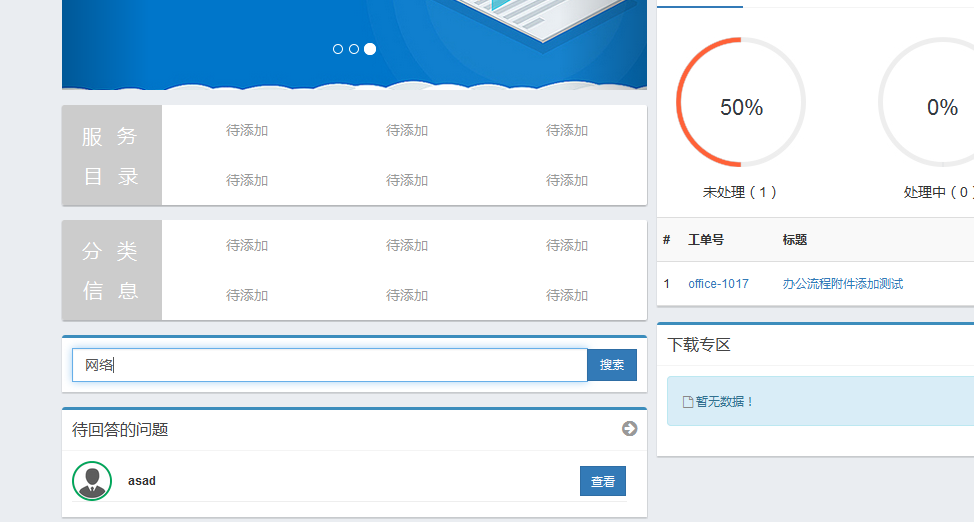 服 务
目 录
待添加 待添加 待添加
待添加 待添加 待添加
分 类
信 息
待添加 待添加 待添加
待添加 待添加 待添加
网络
搜索
待回答的问题
asad
查看
50%
0%
未处理（1）
处理中（0）
# 工单号 标题
1 office-1017 办公流程附件添加测试
下载专区
暂无数据！